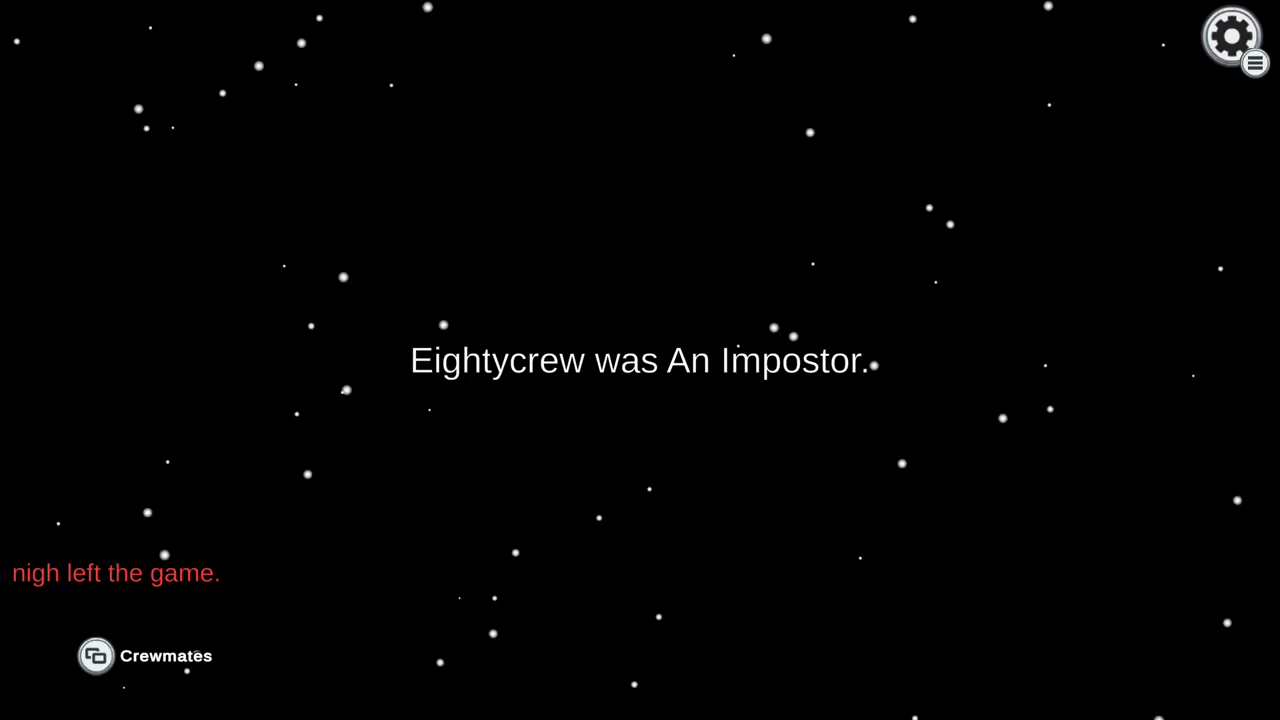 Eightycrew was An Impostor.
nigh left the game.
Crewmates